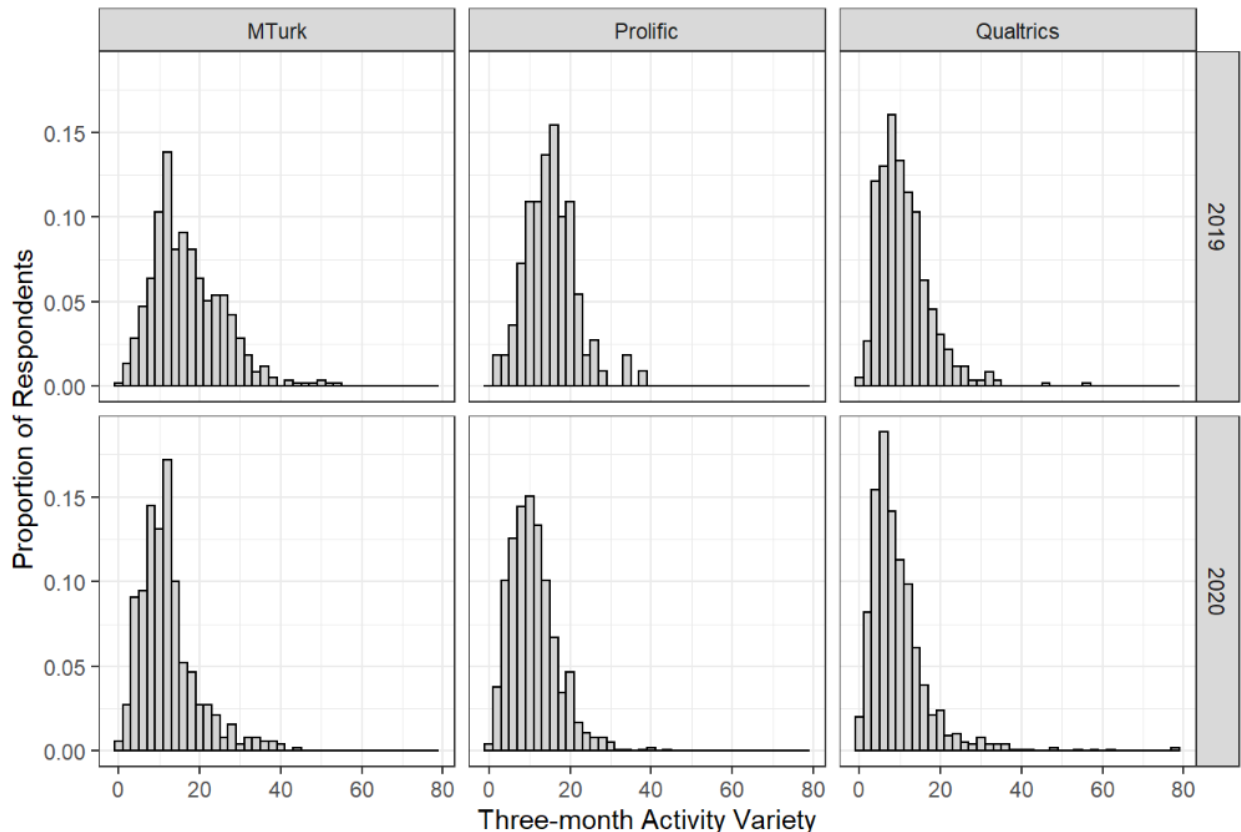 MTurk Prolific Qualtrics
0.15
0.10
0.05
0.00
2019
0.15
0.10
0.05
0.00
2020
0 20 40 60 80 0 20 40 60 80 0 20 40 60 80
Three-month Activity Variety
Proportion of Respondents